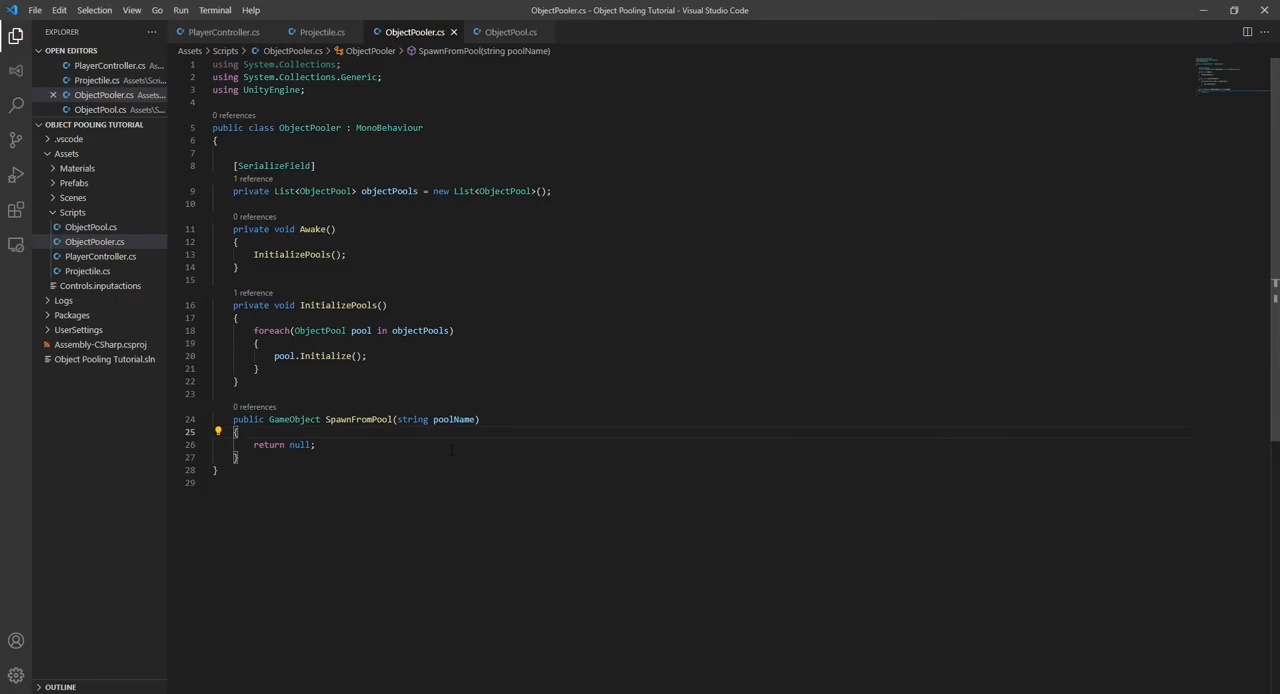 File Edit Selection View Go Run Terminal Help
ObjectPooler.cs - Object Pooling Tutorial - Visual Studio Code
EXPLORER
PlayerController.cs Projectile.cs ObjectPooler.cs ObjectPool.cs
OPEN EDITORS
PlayerController.cs As...
Projectile.cs Assets\Scri...
ObjectPooler.cs Assets...
ObjectPool.cs Assets\S...
OBJECT POOLING TUTORIAL
.vscode
Assets
Materials
Prefabs
Scenes
Scripts
ObjectPool.cs
ObjectPooler.cs
PlayerController.cs
Projectile.cs
Controls.inputactions
Logs
Packages
UserSettings
Assembly-CSharp.csproj
Object Pooling Tutorial.sln
OUTLINE
Assets > Scripts > ObjectPooler.cs > ObjectPooler > SpawnFromPool(string poolName)
1 using System.Collections;
2 using System.Collections.Generic;
3 using UnityEngine;
4
0 references
5 public class ObjectPooler : MonoBehaviour
6 {
7
8 [SerializeField]
1 reference
9 private List<ObjectPool> objectPools = new List<ObjectPool>();
10
0 references
11 private void Awake()
12 {
13 InitializePools();
14 }
15
1 reference
16 private void InitializePools()
17 {
18 foreach(ObjectPool pool in objectPools)
19 {
20 pool.Initialize();
21 }
22 }
23
0 references
24 public GameObject SpawnFromPool(string poolName)
25 {
26 return null;
27 }
28 }
29